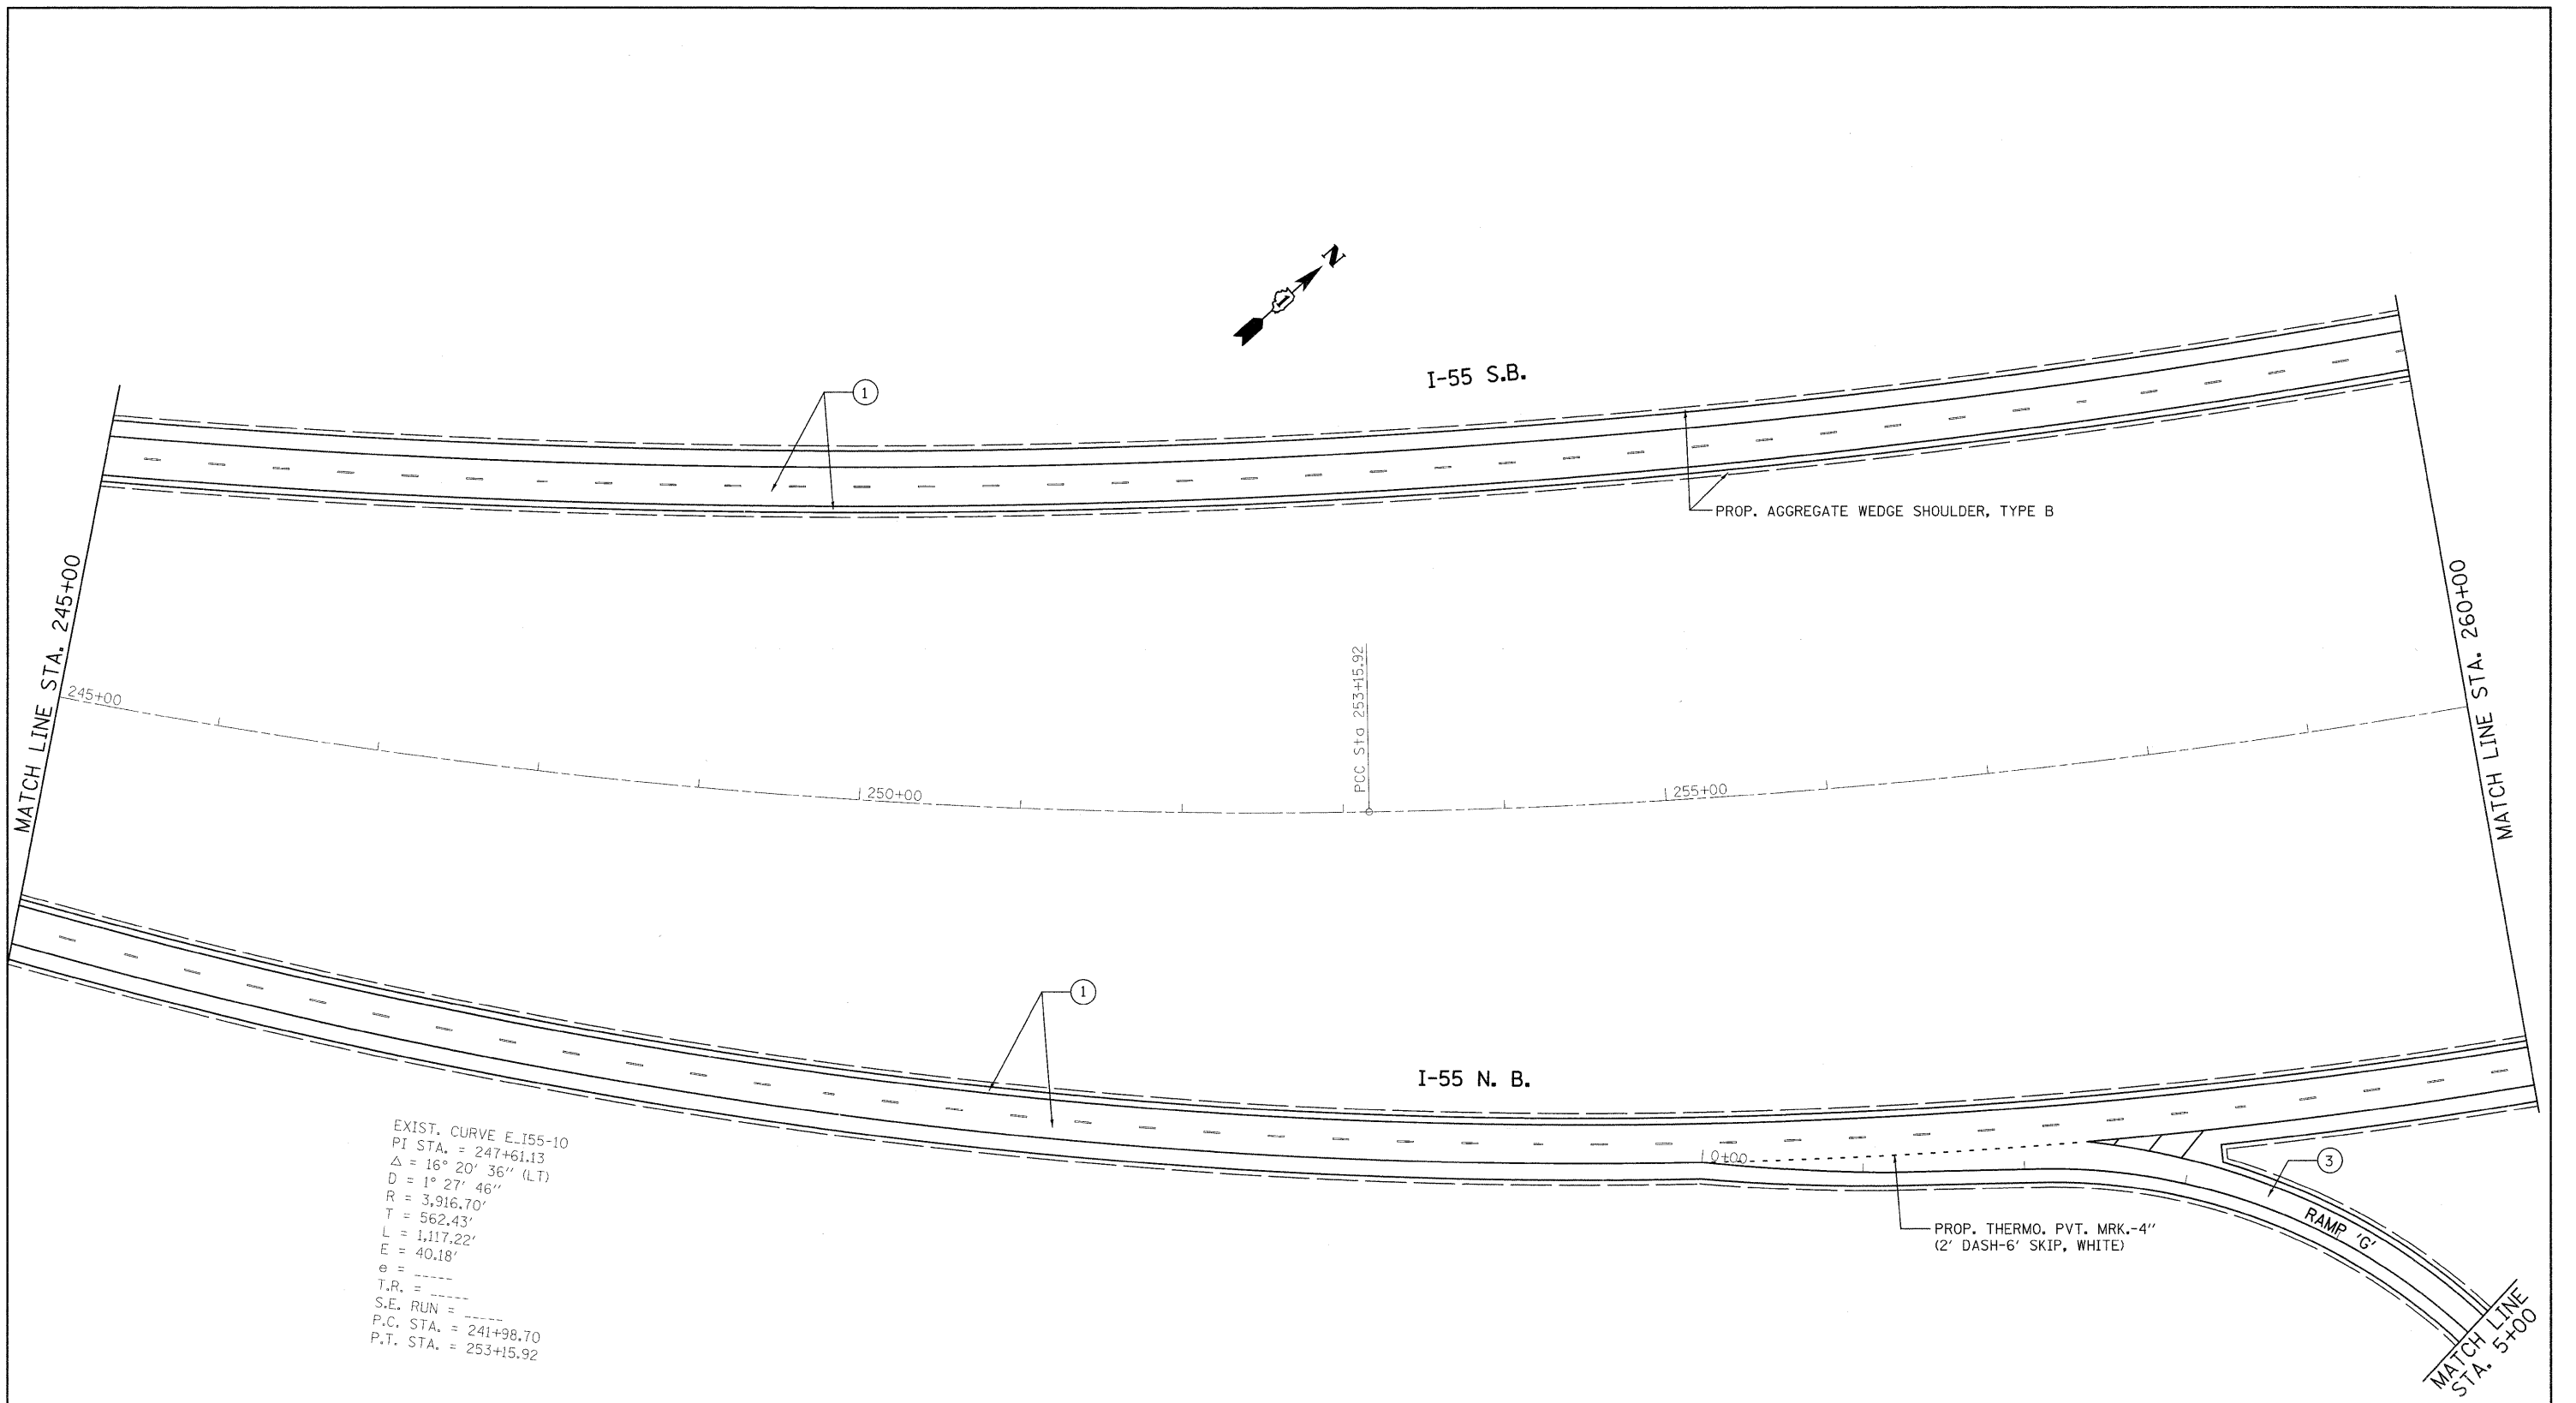 N
I-55 S.B.
1
PROP. AGGREGATE WEDGE SHOULDER, TYPE B
MATCH LINE STA. 245+00
MATCH LINE STA. 260+00
245+00
250+00
PCC Sta 253+15.92
255+00
1
I-55 N. B.
0+00
3
RAMP 'G'
PROP. THERMO. PVT. MRK.-4"
(2' DASH-6' SKIP, WHITE)
MATCH LINE
STA. 5+00
EXIST. CURVE E_I55-10
PI STA. = 247+61.13
Δ = 16° 20' 36" (LT)
D = 1° 27' 46"
R = 3,916.70'
T = 562.43'
L = 1,117.22'
E = 40.18'
e = _____
T.R. = _____
S.E. RUN = _____
P.C. STA. = 241+98.70
P.T. STA. = 253+15.92